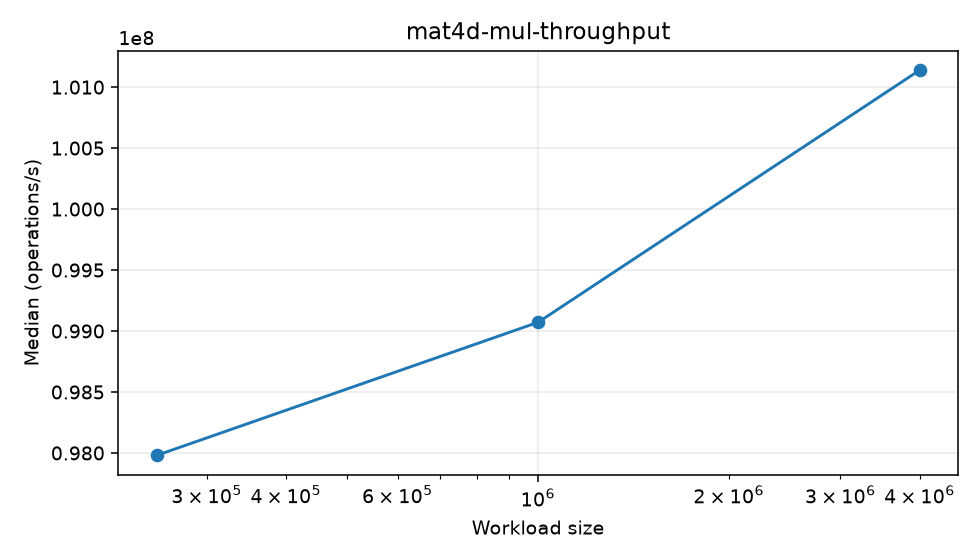 mat4d-mul-throughput
1e8
Median (operations/s)
1.010
1.005
1.000
0.995
0.990
0.985
0.980
3 × 10⁵ 4 × 10⁵ 6 × 10⁵ 10⁶ 2 × 10⁶ 3 × 10⁶ 4 × 10⁶
Workload size